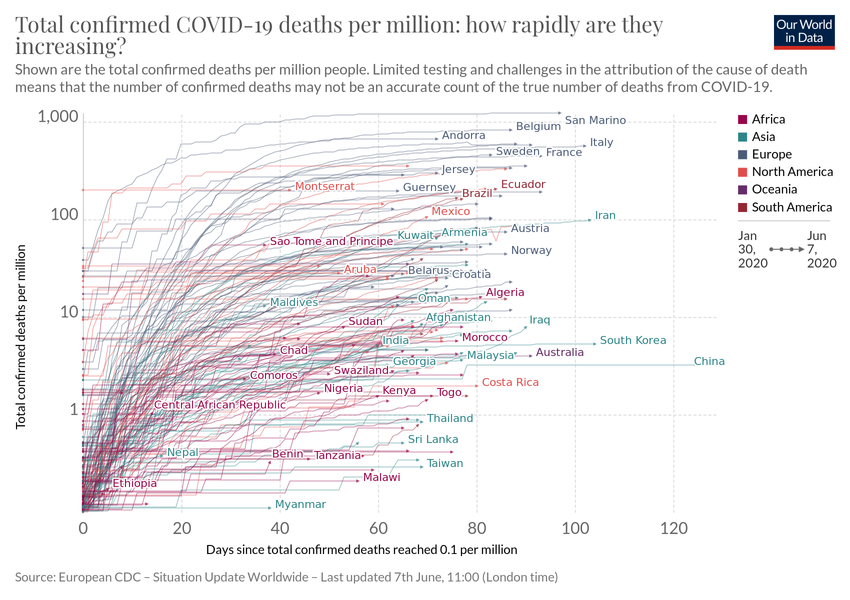 Total confirmed COVID-19 deaths per million: how rapidly are they
increasing?
Our World
in Data
Shown are the total confirmed deaths per million people. Limited testing and challenges in the attribution of the cause of death
means that the number of confirmed deaths may not be an accurate count of the true number of deaths from COVID-19.
Total confirmed deaths per million
1,000
100
10
1
San Marino
Belgium
Andorra
Italy
Sweden
France
Jersey
Montserrat
Guernsey
Ecuador
Brazil
Mexico
Iran
Kuwait
Armenia
Austria
Sao Tome and Principe
Norway
Aruba
Belarus
Croatia
Maldives
Oman
Algeria
Sudan
Afghanistan
Iraq
India
Morocco
South Korea
Chad
Georgia
Malaysia
Australia
China
Comoros
Swaziland
Costa Rica
Nigeria
Kenya
Togo
Central African Republic
Thailand
Sri Lanka
Nepal
Benin
Tanzania
Taiwan
Ethiopia
Malawi
Myanmar
Africa
Asia
Europe
North America
Oceania
South America
Jan
30,
2020
Jun
7,
2020
0
20
40
60
80
100
120
Days since total confirmed deaths reached 0.1 per million
Source: European CDC – Situation Update Worldwide – Last updated 7th June, 11:00 (London time)